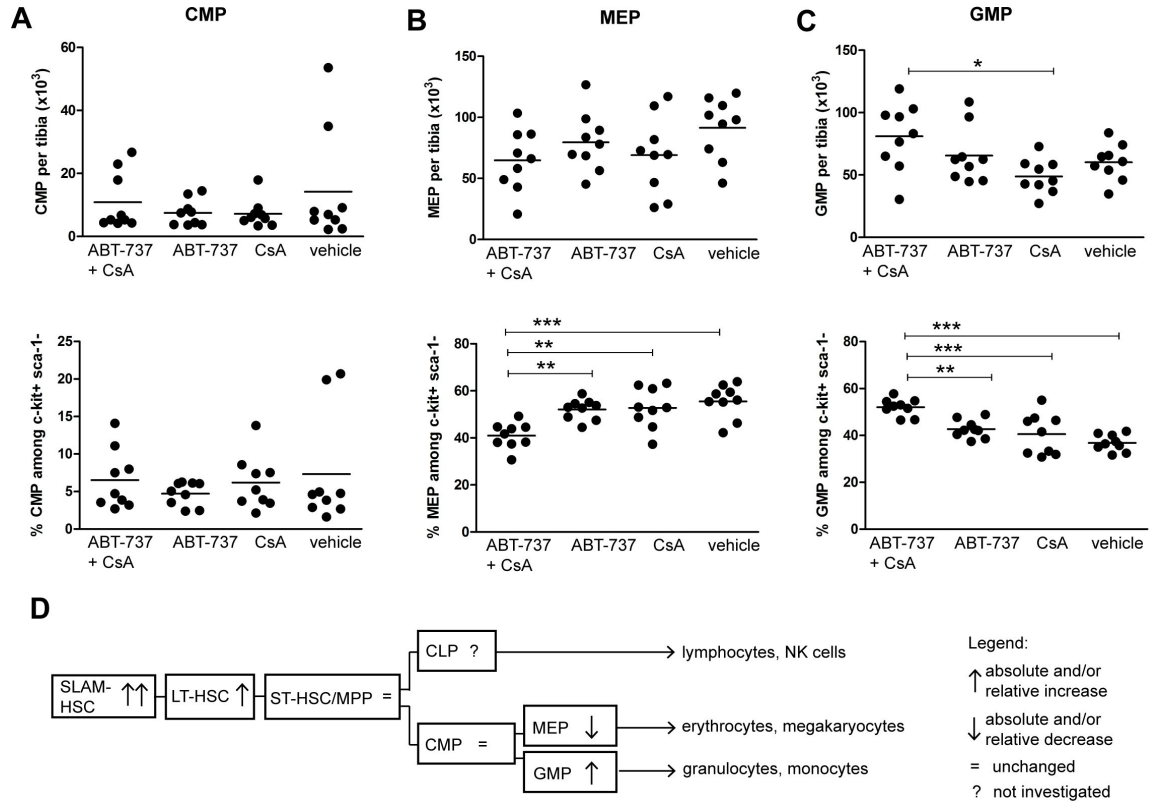 A
CMP
CMP per tibia (x10³)
60
40
20
0
ABT-737
+ CsA
ABT-737
CsA
vehicle
B
MEP
MEP per tibia (x10³)
150
100
50
0
ABT-737
+ CsA
ABT-737
CsA
vehicle
C
GMP
GMP per tibia (x10³)
150
100
50
0
*
ABT-737
+ CsA
ABT-737
CsA
vehicle
% CMP among c-kit+ sca-1-
25
20
15
10
5
0
ABT-737
+ CsA
ABT-737
CsA
vehicle
% MEP among c-kit+ sca-1-
80
60
40
20
0
***
**
**
ABT-737
+ CsA
ABT-737
CsA
vehicle
% GMP among c-kit+ sca-1-
80
60
40
20
0
***
***
**
ABT-737
+ CsA
ABT-737
CsA
vehicle
D
SLAM-
HSC ↑↑
LT-HSC ↑
ST-HSC/MPP =
CLP ?
lymphocytes, NK cells
CMP =
MEP ↓
erythrocytes, megakaryocytes
GMP ↑
granulocytes, monocytes
Legend:
↑ absolute and/or
relative increase
↓ absolute and/or
relative decrease
= unchanged
? not investigated